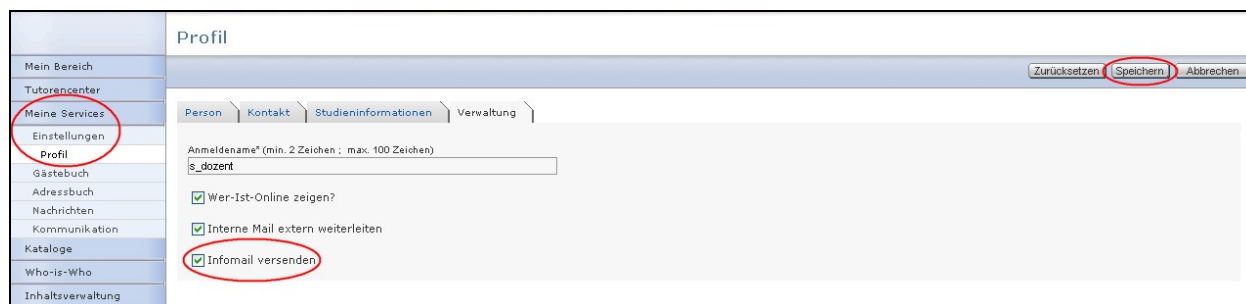 Profil
Zurücksetzen Speichern Abbrechen
Mein Bereich
Tutorencenter
Meine Services
Einstellungen
Profil
Gästebuch
Adressbuch
Nachrichten
Kommunikation
Kataloge
Who-is-Who
Inhaltsverwaltung
Person Kontakt Studieninformationen Verwaltung
Anmeldename* (min. 2 Zeichen ; max. 100 Zeichen)
s_dozent
Wer-Ist-Online zeigen?
Interne Mail extern weiterleiten
Infomail versenden